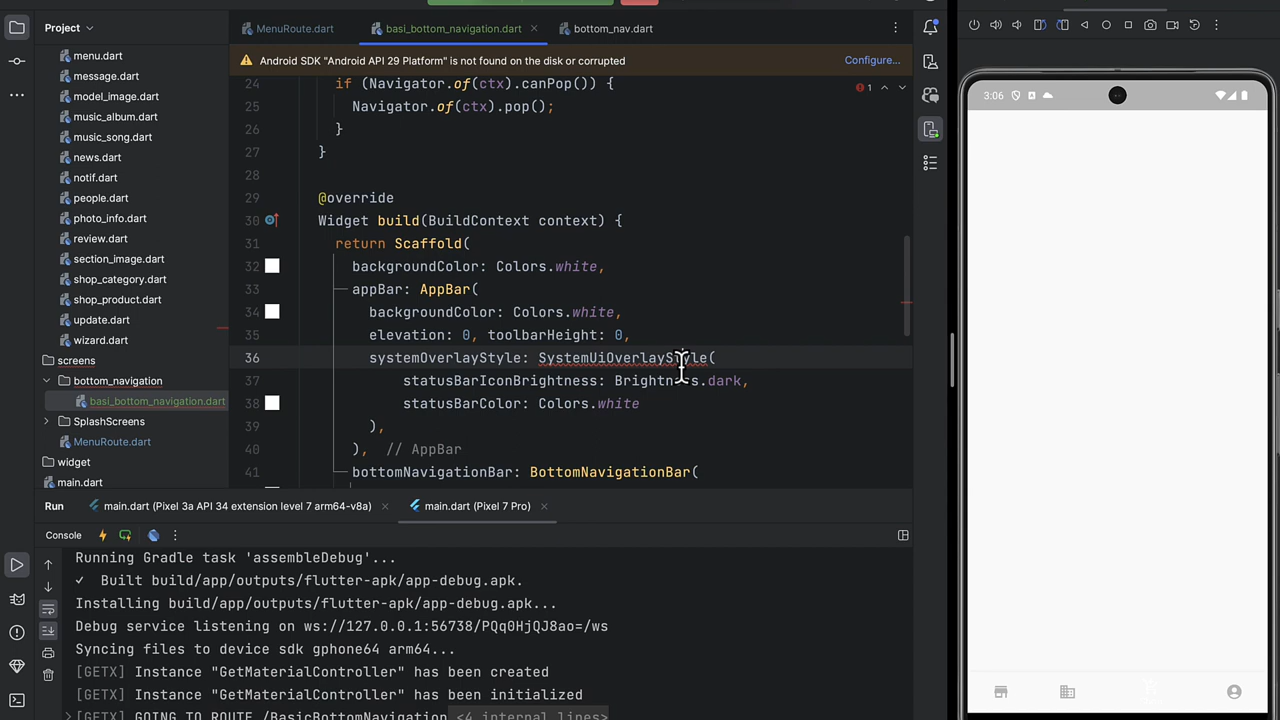 Project
MenuRoute.dart
basi_bottom_navigation.dart
bottom_nav.dart
Android SDK "Android API 29 Platform" is not found on the disk or corrupted
Configure...
menu.dart
message.dart
model_image.dart
music_album.dart
music_song.dart
news.dart
notif.dart
people.dart
photo_info.dart
review.dart
section_image.dart
shop_category.dart
shop_product.dart
update.dart
wizard.dart
screens
bottom_navigation
basi_bottom_navigation.dart
SplashScreens
MenuRoute.dart
widget
main.dart
24 if (Navigator.of(ctx).canPop()) {
1
25 Navigator.of(ctx).pop();
26 }
27 }
28
29 @override
30 Widget build(BuildContext context) {
31 return Scaffold(
32 backgroundColor: Colors.white,
33 appBar: AppBar(
34 backgroundColor: Colors.white,
35 elevation: 0, toolbarHeight: 0,
36 systemOverlayStyle: SystemUiOverlayStyle(
37 statusBarIconBrightness: Brightness.dark,
38 statusBarColor: Colors.white
39 ),
40 ), // AppBar
41 bottomNavigationBar: BottomNavigationBar(
Run
main.dart (Pixel 3a API 34 extension level 7 arm64-v8a)
main.dart (Pixel 7 Pro)
Console
Running Gradle task 'assembleDebug'...
✓ Built build/app/outputs/flutter-apk/app-debug.apk.
Installing build/app/outputs/flutter-apk/app-debug.apk...
Debug service listening on ws://127.0.0.1:56738/PQq0HjQJ8ao=/ws
Syncing files to device sdk gphone64 arm64...
[GETX] Instance "GetMaterialController" has been created
[GETX] Instance "GetMaterialController" has been initialized
[GETX] GOING TO ROUTE /BasicBottomNavigation <4 internal lines>
3:06